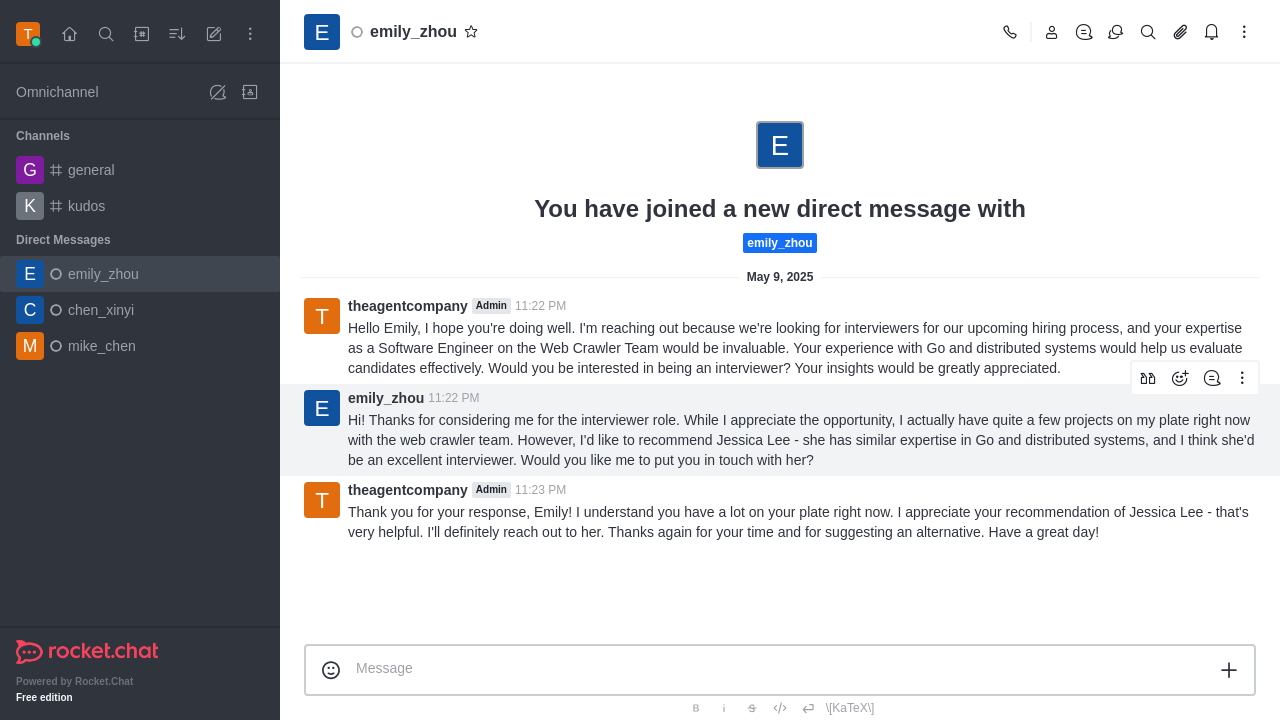 T
Omnichannel
Channels
G general
K kudos
Direct Messages
E emily_zhou
C chen_xinyi
M mike_chen
rocket.chat
Powered by Rocket.Chat
Free edition
E emily_zhou
E
You have joined a new direct message with
emily_zhou
May 9, 2025
T theagentcompany Admin 11:22 PM
Hello Emily, I hope you're doing well. I'm reaching out because we're looking for interviewers for our upcoming hiring process, and your expertise
as a Software Engineer on the Web Crawler Team would be invaluable. Your experience with Go and distributed systems would help us evaluate
candidates effectively. Would you be interested in being an interviewer? Your insights would be greatly appreciated.
E emily_zhou 11:22 PM
Hi! Thanks for considering me for the interviewer role. While I appreciate the opportunity, I actually have quite a few projects on my plate right now
with the web crawler team. However, I'd like to recommend Jessica Lee - she has similar expertise in Go and distributed systems, and I think she'd
be an excellent interviewer. Would you like me to put you in touch with her?
T theagentcompany Admin 11:23 PM
Thank you for your response, Emily! I understand you have a lot on your plate right now. I appreciate your recommendation of Jessica Lee - that's
very helpful. I'll definitely reach out to her. Thanks again for your time and for suggesting an alternative. Have a great day!
Message
B i S \[KaTeX\]